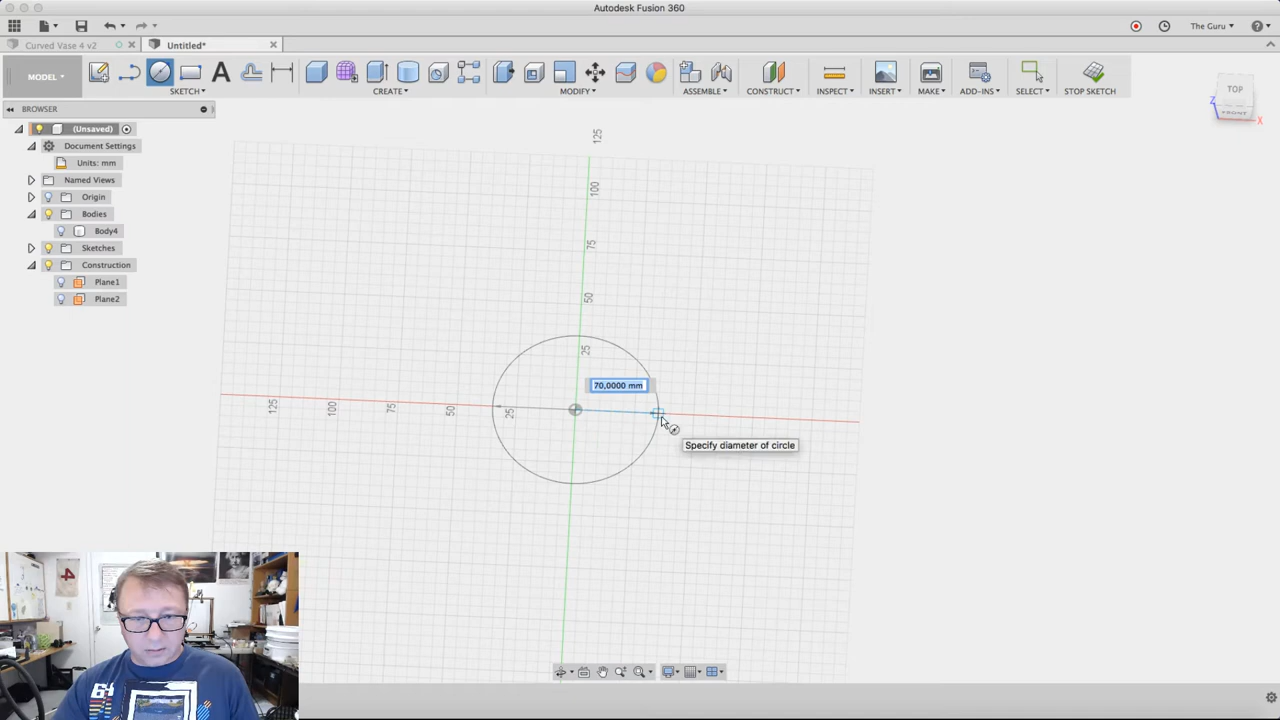 Autodesk Fusion 360
The Guru
Curved Vase 4 v2
Untitled*
MODEL
SKETCH
CREATE
MODIFY
ASSEMBLE
CONSTRUCT
INSPECT
INSERT
MAKE
ADD-INS
SELECT
STOP SKETCH
TOP
FRONT
Z
X
BROWSER
(Unsaved)
Document Settings
Units: mm
Named Views
Origin
Bodies
Body4
Sketches
Construction
Plane1
Plane2
125
100
75
50
25
70,0000 mm
125
100
75
50
25
Specify diameter of circle
64